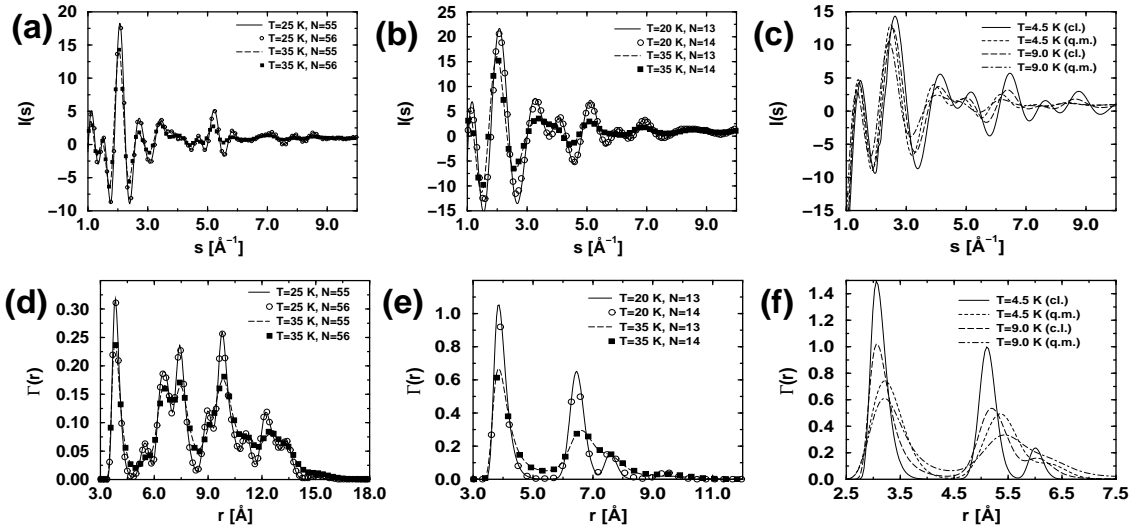 (a)
T=25 K, N=55
T=25 K, N=56
T=35 K, N=55
T=35 K, N=56
I(s)
20
15
10
5
0
−5
−10
1.0 3.0 5.0 7.0 9.0
s [Å⁻¹]
(b)
T=20 K, N=13
T=20 K, N=14
T=35 K, N=13
T=35 K, N=14
I(s)
25
20
15
10
5
0
−5
−10
−15
1.0 3.0 5.0 7.0 9.0
s [Å⁻¹]
(c)
T=4.5 K (cl.)
T=4.5 K (q.m.)
T=9.0 K (cl.)
T=9.0 K (q.m.)
I(s)
15
10
5
0
−5
−10
−15
1.0 3.0 5.0 7.0 9.0
s [Å⁻¹]
(d)
T=25 K, N=55
T=25 K, N=56
T=35 K, N=55
T=35 K, N=56
Γ(r)
0.30
0.25
0.20
0.15
0.10
0.05
0.00
3.0 6.0 9.0 12.0 15.0 18.0
r [Å]
(e)
T=20 K, N=13
T=20 K, N=14
T=35 K, N=13
T=35 K, N=14
Γ(r)
1.2
1.0
0.8
0.6
0.4
0.2
0.0
3.0 5.0 7.0 9.0 11.0
r [Å]
(f)
T=4.5 K (cl.)
T=4.5 K (q.m.)
T=9.0 K (c.l.)
T=9.0 K (q.m.)
Γ(r)
1.4
1.2
1.0
0.8
0.6
0.4
0.2
0.0
2.5 3.5 4.5 5.5 6.5 7.5
r [Å]